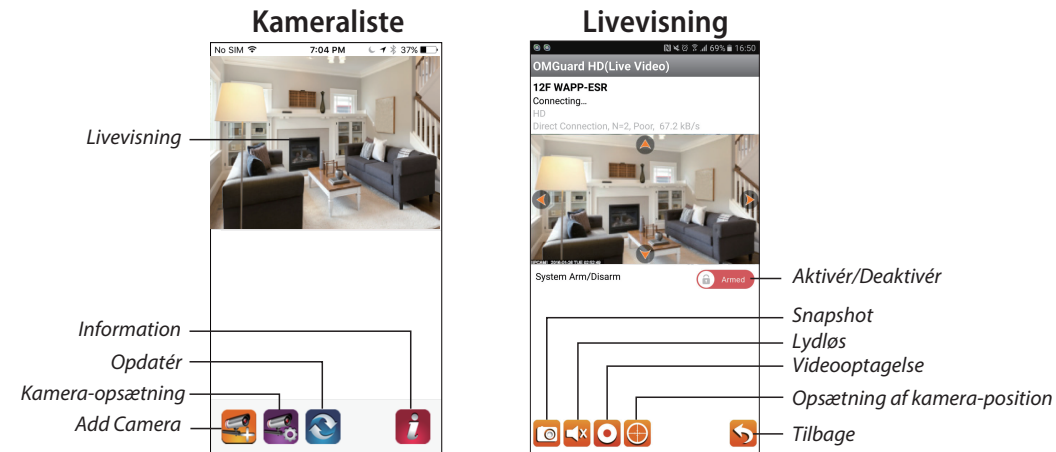 Kameraliste
No SIM 7:04 PM 37%
Livevisning
Information
Opdatér
Kamera-opsætning
Add Camera
Livevisning
69% 16:50
OMGuard HD(Live Video)
12F WAPP-ESR
Connecting...
HD
Direct Connection, N=2, Poor, 67.2 kB/s
System Arm/Disarm
Armed
Aktivér/Deaktivér
Snapshot
Lydløs
Videooptagelse
Opsætning af kamera-position
Tilbage